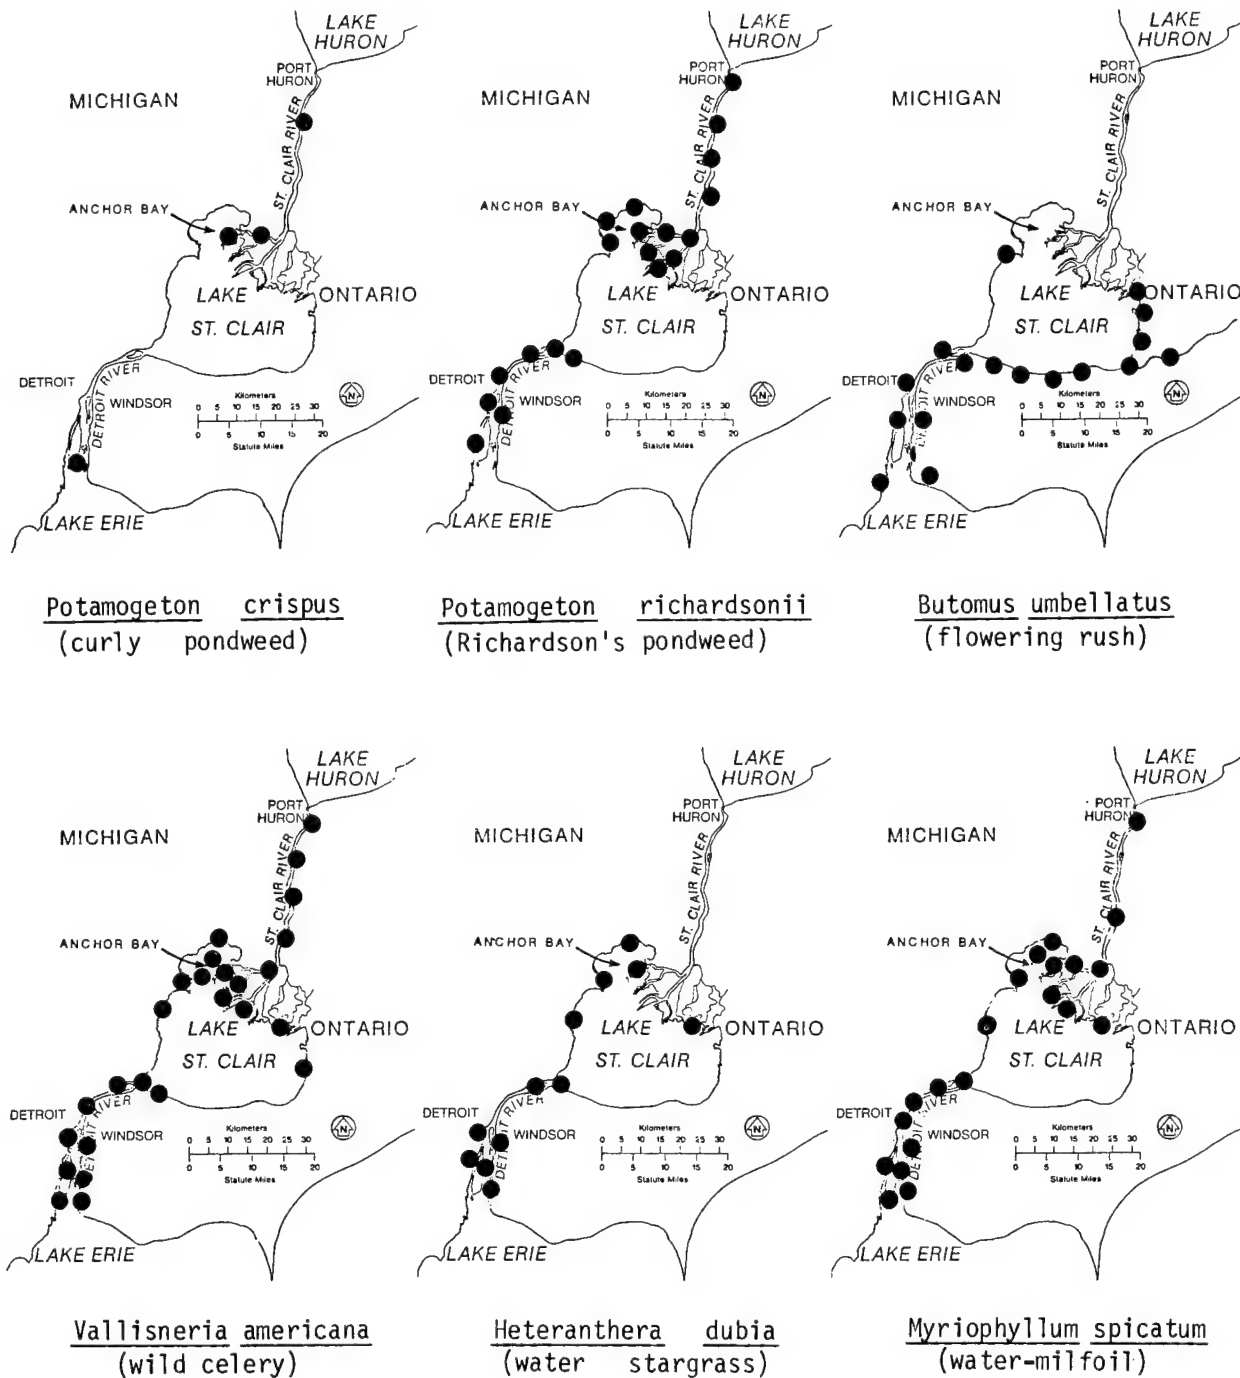 LAKE
HURON
PORT
HURON
MICHIGAN
ST. CLAIR RIVER
ANCHOR BAY
LAKE
ONTARIO
ST. CLAIR
DETROIT
DETROIT RIVER
WINDSOR
Kilometers
0 5 10 15 20 25 30
0 5 10 15 20
Statute Miles
N
LAKE ERIE
Potamogeton crispus
(curly pondweed)
LAKE
HURON
PORT
HURON
MICHIGAN
ST. CLAIR RIVER
ANCHOR BAY
LAKE
ONTARIO
ST. CLAIR
DETROIT
DETROIT RIVER
WINDSOR
Kilometers
0 5 10 15 20 25 30
0 5 10 15 20
Statute Miles
N
LAKE ERIE
Potamogeton richardsonii
(Richardson's pondweed)
LAKE
HURON
PORT
HURON
MICHIGAN
ST. CLAIR RIVER
ANCHOR BAY
LAKE
ONTARIO
ST. CLAIR
DETROIT
RIVER
WINDSOR
Kilometers
0 5 10 15 20 25 30
0 5 10 15 20
Statute Miles
N
LAKE ERIE
Butomus umbellatus
(flowering rush)
LAKE
HURON
PORT
HURON
MICHIGAN
ST. CLAIR RIVER
ANCHOR BAY
LAKE
ONTARIO
ST. CLAIR
DETROIT
RIVER
WINDSOR
Kilometers
0 5 10 15 20 25 30
0 5 10 15 20
Statute Miles
N
LAKE ERIE
Vallisneria americana
(wild celery)
LAKE
HURON
PORT
HURON
MICHIGAN
ST. CLAIR RIVER
ANCHOR BAY
LAKE
ONTARIO
ST. CLAIR
DETROIT
DETROIT RIVER
WINDSOR
Kilometers
0 5 10 15 20 25 30
0 5 10 15 20
Statute Miles
N
LAKE ERIE
Heteranthera dubia
(water stargrass)
LAKE
HURON
PORT
HURON
MICHIGAN
ST. CLAIR RIVER
ANCHOR BAY
LAKE
ONTARIO
ST. CLAIR
DETROIT
DETROIT RIVER
WINDSOR
Kilometers
0 5 10 15 20 25 30
0 5 10 15 20
Statute Miles
N
LAKE ERIE
Myriophyllum spicatum
(water-milfoil)